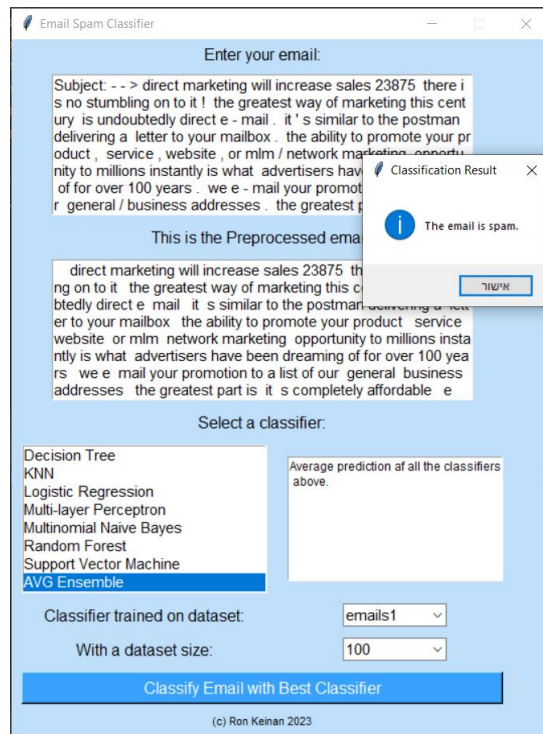 Email Spam Classifier
Enter your email:
Subject: - - > direct marketing will increase sales 23875  there i
s no stumbling on to it !  the greatest way of marketing this cent
ury  is undoubtedly direct e - mail .  it ' s similar to the postman
delivering a  letter to your mailbox .  the ability to promote your pr
oduct ,  service , website , or mlm / network marketing  opportu
nity to millions instantly is what  advertisers hav
of for over 100 years .  we e - mail your promot
r  general / business addresses .  the greatest p
Classification Result
The email is spam.
אישור
This is the Preprocessed ema
direct marketing will increase sales 23875  th
ng on to it   the greatest way of marketing this c
btedly direct e  mail   it  s similar to the postman delivering a  lett
er to your mailbox   the ability to promote your product   service
website  or mlm  network marketing  opportunity to millions insta
ntly is what  advertisers have been dreaming of for over 100 yea
rs   we e  mail your promotion to a list of our  general  business
addresses   the greatest part is  it  s completely affordable   e
Select a classifier:
Decision Tree
KNN
Logistic Regression
Multi-layer Perceptron
Multinomial Naive Bayes
Random Forest
Support Vector Machine
AVG Ensemble
Average prediction af all the classifiers
above.
Classifier trained on dataset:
emails1
With a dataset size:
100
Classify Email with Best Classifier
(c) Ron Keinan 2023